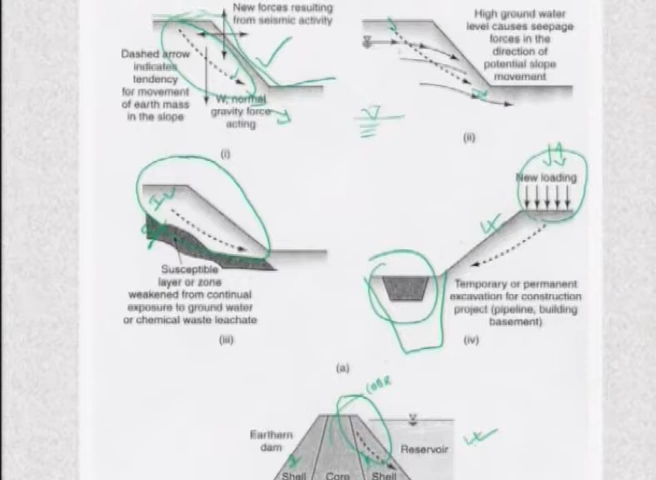 New forces resulting
from seismic activity
Dashed arrow
indicates
tendency
for movement
of earth mass
in the slope
W, normal
gravity force
acting
(i)
High ground water
level causes seepage
forces in the
direction of
potential slope
movement
(ii)
Susceptible
layer or zone
weakened from continual
exposure to ground water
or chemical waste leachate
(iii)
New loading
Temporary or permanent
excavation for construction
project (pipeline, building
basement)
(iv)
(a)
Earthern
dam
Reservoir
Shell
Core
Shell